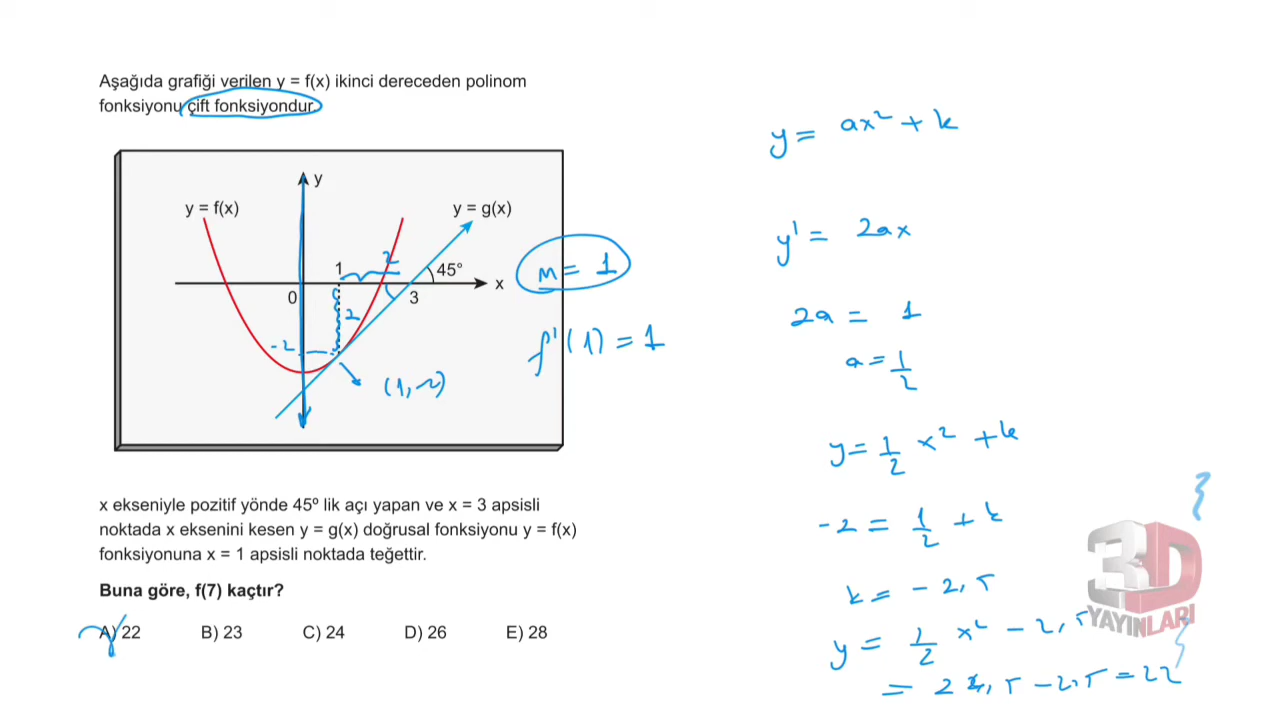 Aşağıda grafiği verilen y = f(x) ikinci dereceden polinom
fonksiyonu çift fonksiyondur.
y
y = f(x)
y = g(x)
2
1
45°
x
0
3
2
-2
(1,-2)
m = 1
f'(1) = 1
x ekseniyle pozitif yönde 45º lik açı yapan ve x = 3 apsisli
noktada x eksenini kesen y = g(x) doğrusal fonksiyonu y = f(x)
fonksiyonuna x = 1 apsisli noktada teğettir.
Buna göre, f(7) kaçtır?
A) 22 B) 23 C) 24 D) 26 E) 28
y = ax² + k
y' = 2ax
2a = 1
a = 1/2
y = 1/2 x² + k
-2 = 1/2 + k
k = -2,5
y = 1/2 x² - 2,5
= 24,5 - 2,5 = 22
3D
YAYINLARI